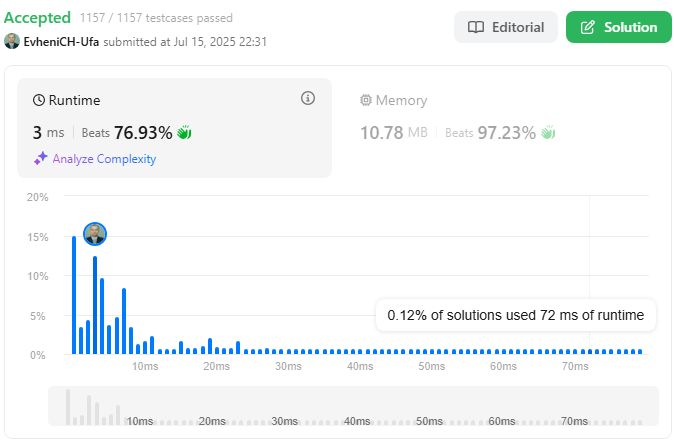 Accepted 1157 / 1157 testcases passed
Editorial
Solution
EvheniCH-Ufa submitted at Jul 15, 2025 22:31
Runtime
3 ms | Beats 76.93%
Analyze Complexity
Memory
10.78 MB | Beats 97.23%
20%
15%
10%
5%
0%
0.12% of solutions used 72 ms of runtime
10ms 20ms 30ms 40ms 50ms 60ms 70ms
10ms 20ms 30ms 40ms 50ms 60ms 70ms